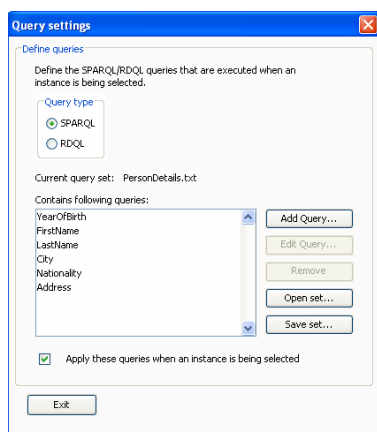 Query settings
Define queries
Define the SPARQL/RDQL queries that are executed when an
instance is being selected.
Query type
SPARQL
RDQL
Current query set: PersonDetails.txt
Contains following queries:
YearOfBirth
FirstName
LastName
City
Nationality
Address
Add Query...
Edit Query...
Remove
Open set...
Save set...
Apply these queries when an instance is being selected
Exit